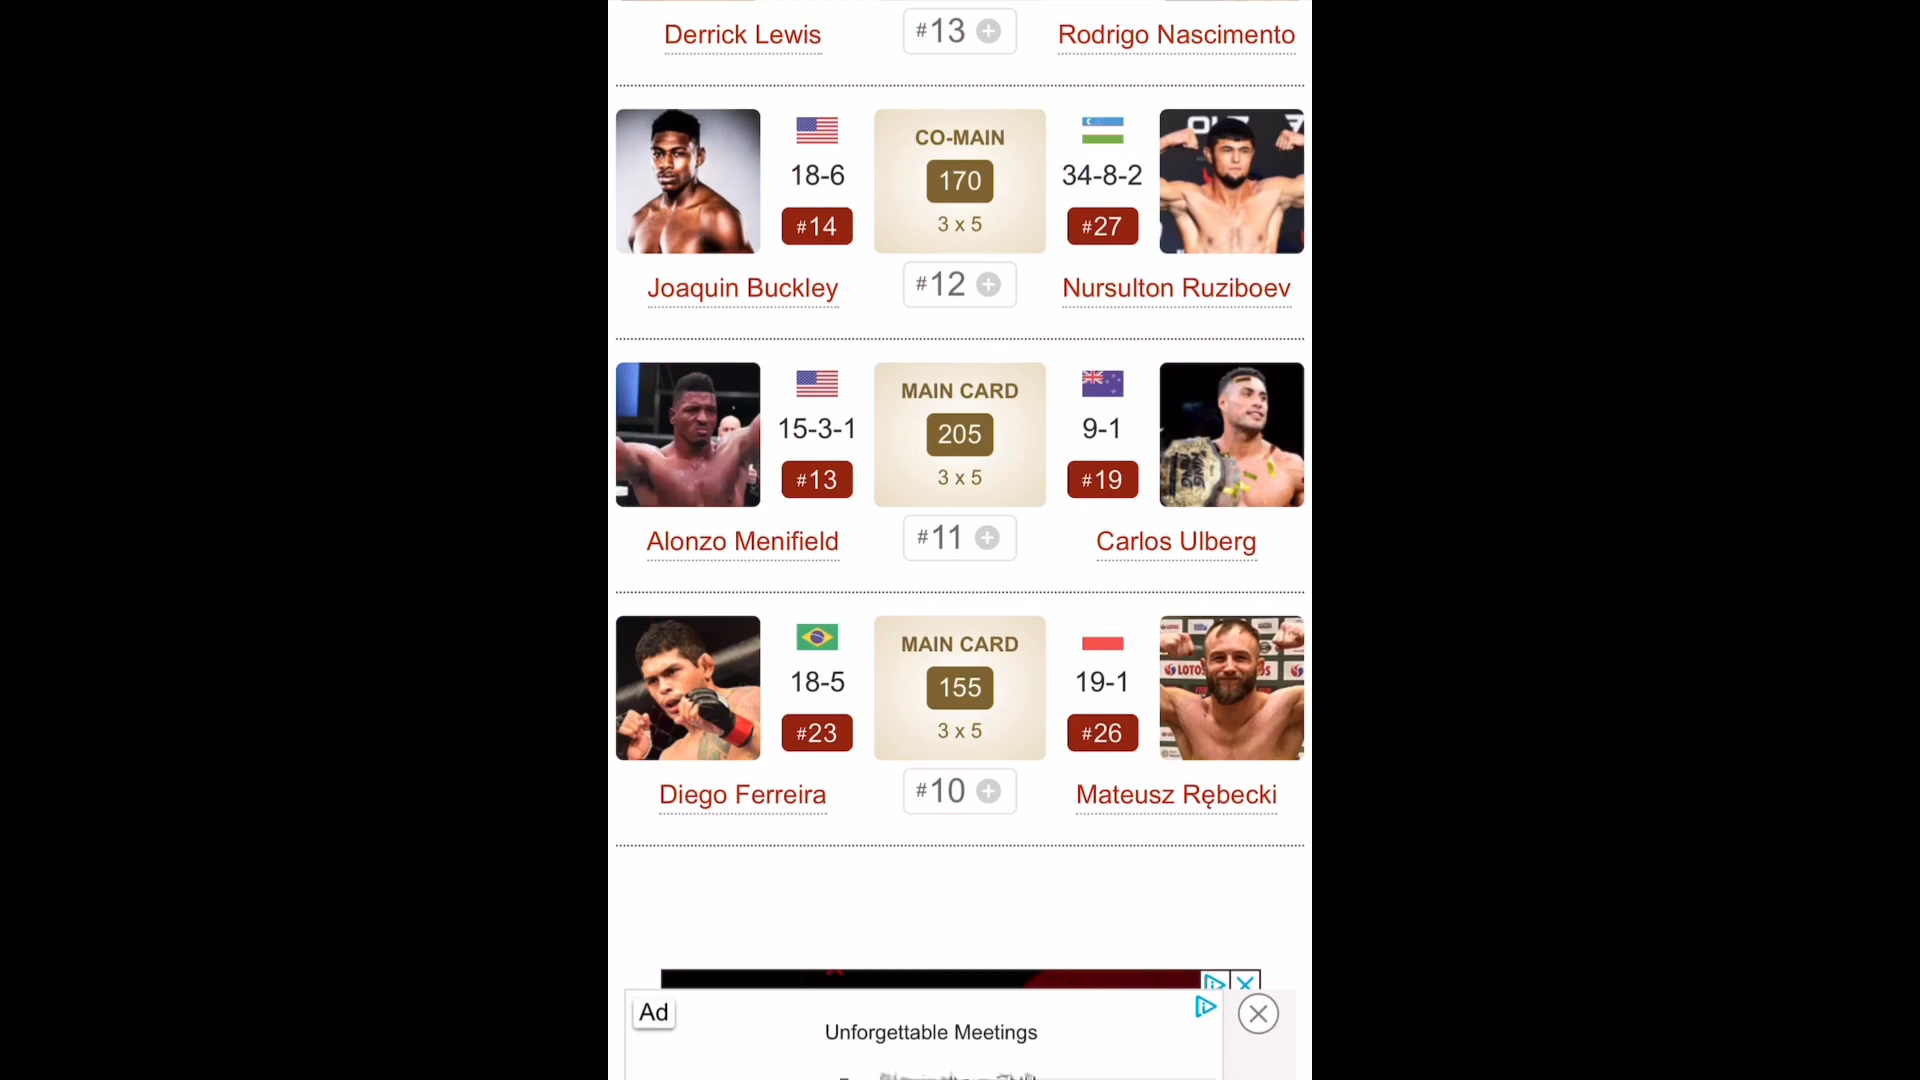 Derrick Lewis
#13
Rodrigo Nascimento
18-6
#14
CO-MAIN
170
3 x 5
34-8-2
#27
Joaquin Buckley
#12
Nursulton Ruziboev
15-3-1
#13
MAIN CARD
205
3 x 5
9-1
#19
Alonzo Menifield
#11
Carlos Ulberg
18-5
#23
MAIN CARD
155
3 x 5
19-1
#26
LOTOS
Diego Ferreira
#10
Mateusz Rębecki
Ad
Unforgettable Meetings